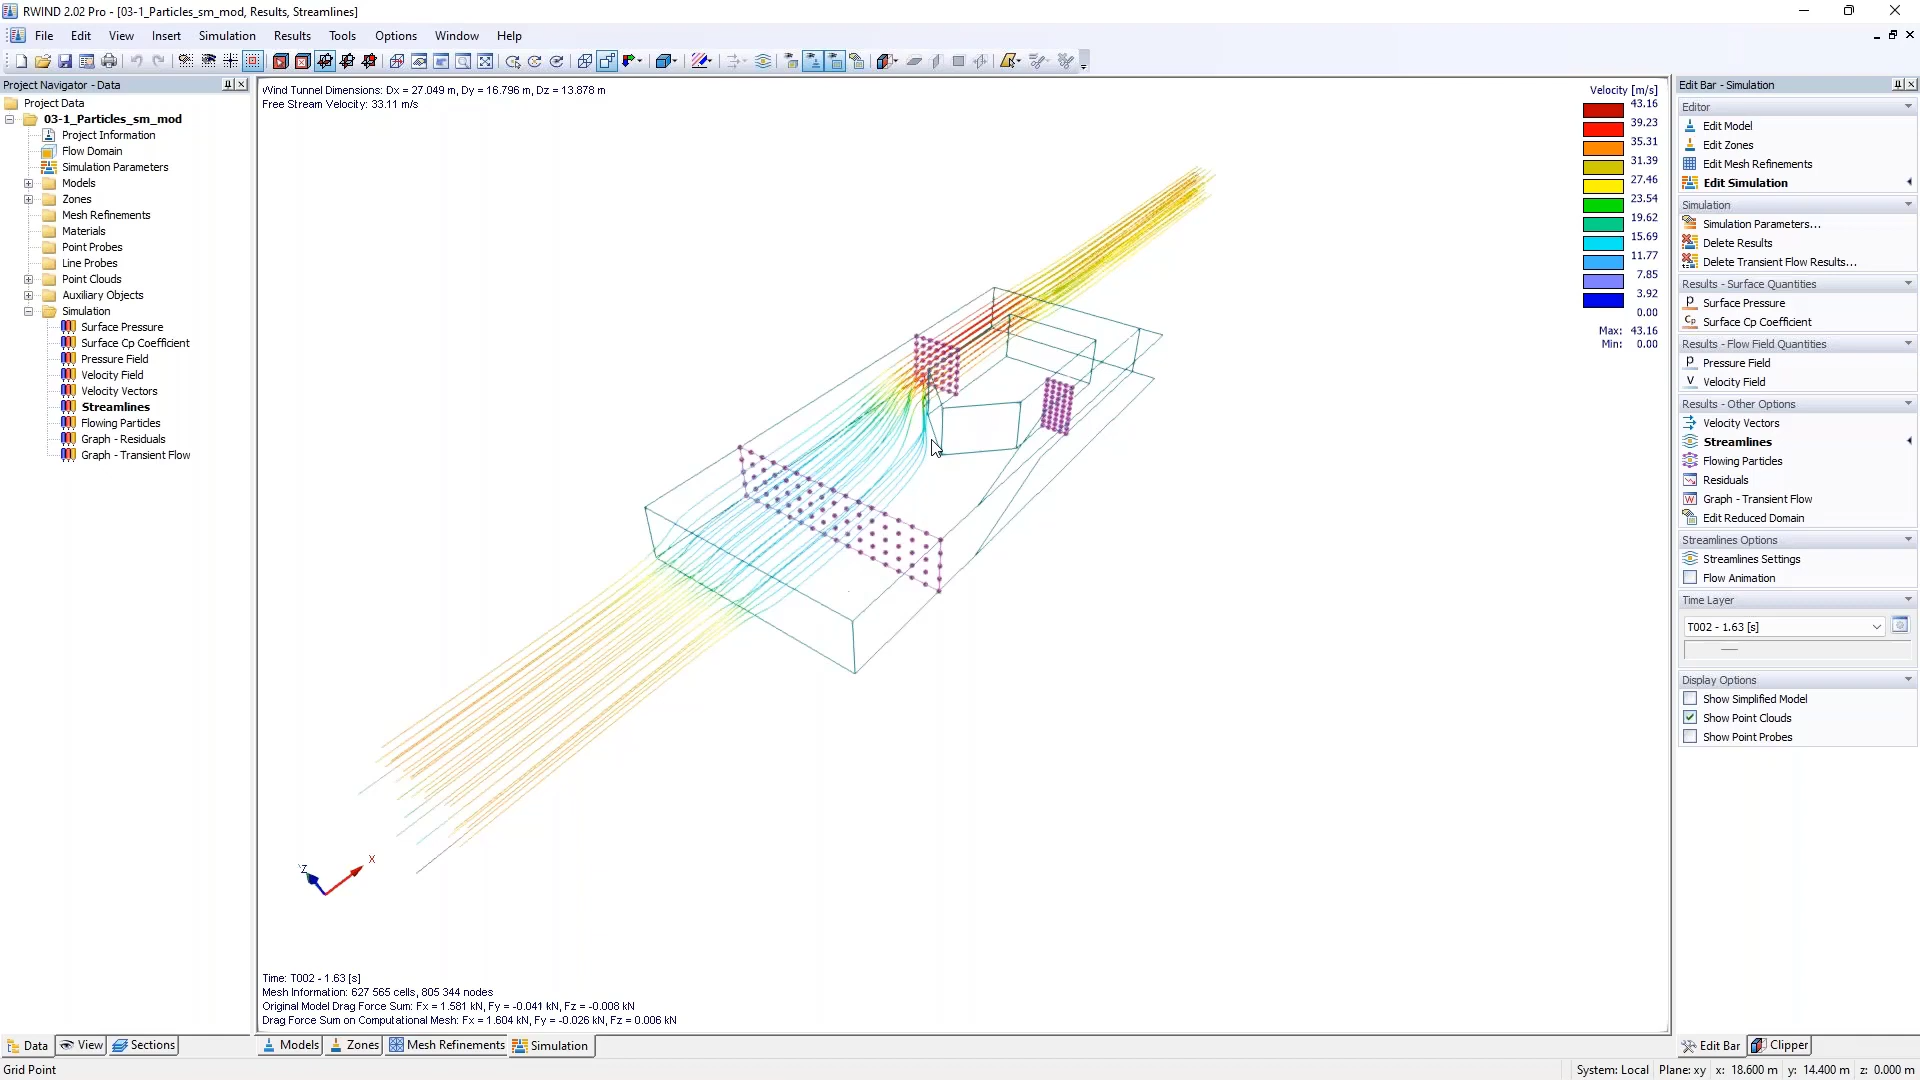 RWIND 2.02 Pro - [03-1_Particles_sm_mod, Results, Streamlines]
File Edit View Insert Simulation Results Tools Options Window Help
Project Navigator - Data
Project Data
03-1_Particles_sm_mod
Project Information
Flow Domain
Simulation Parameters
Models
Zones
Mesh Refinements
Materials
Point Probes
Line Probes
Point Clouds
Auxiliary Objects
Simulation
Surface Pressure
Surface Cp Coefficient
Pressure Field
Velocity Field
Velocity Vectors
Streamlines
Flowing Particles
Graph - Residuals
Graph - Transient Flow
Data View Sections
Wind Tunnel Dimensions: Dx = 27.049 m, Dy = 16.796 m, Dz = 13.878 m
Free Stream Velocity: 33.11 m/s
Velocity [m/s]
43.16
39.23
35.31
31.39
27.46
23.54
19.62
15.69
11.77
7.85
3.92
0.00
Max: 43.16
Min: 0.00
X
Z
Time: T002 - 1.63 [s]
Mesh Information: 627 565 cells, 805 344 nodes
Original Model Drag Force Sum: Fx = 1.581 kN, Fy = -0.041 kN, Fz = -0.008 kN
Drag Force Sum on Computational Mesh: Fx = 1.604 kN, Fy = -0.026 kN, Fz = 0.006 kN
Models Zones Mesh Refinements Simulation
Edit Bar - Simulation
Editor
Edit Model
Edit Zones
Edit Mesh Refinements
Edit Simulation
Simulation
Simulation Parameters...
Delete Results
Delete Transient Flow Results...
Results - Surface Quantities
p Surface Pressure
Cp Surface Cp Coefficient
Results - Flow Field Quantities
p Pressure Field
v Velocity Field
Results - Other Options
Velocity Vectors
Streamlines
Flowing Particles
Residuals
Graph - Transient Flow
Edit Reduced Domain
Streamlines Options
Streamlines Settings
Flow Animation
Time Layer
T002 - 1.63 [s]
Display Options
Show Simplified Model
Show Point Clouds
Show Point Probes
Edit Bar Clipper
Grid Point
System: Local Plane: xy x: 18.600 m y: 14.400 m z: 0.000 m